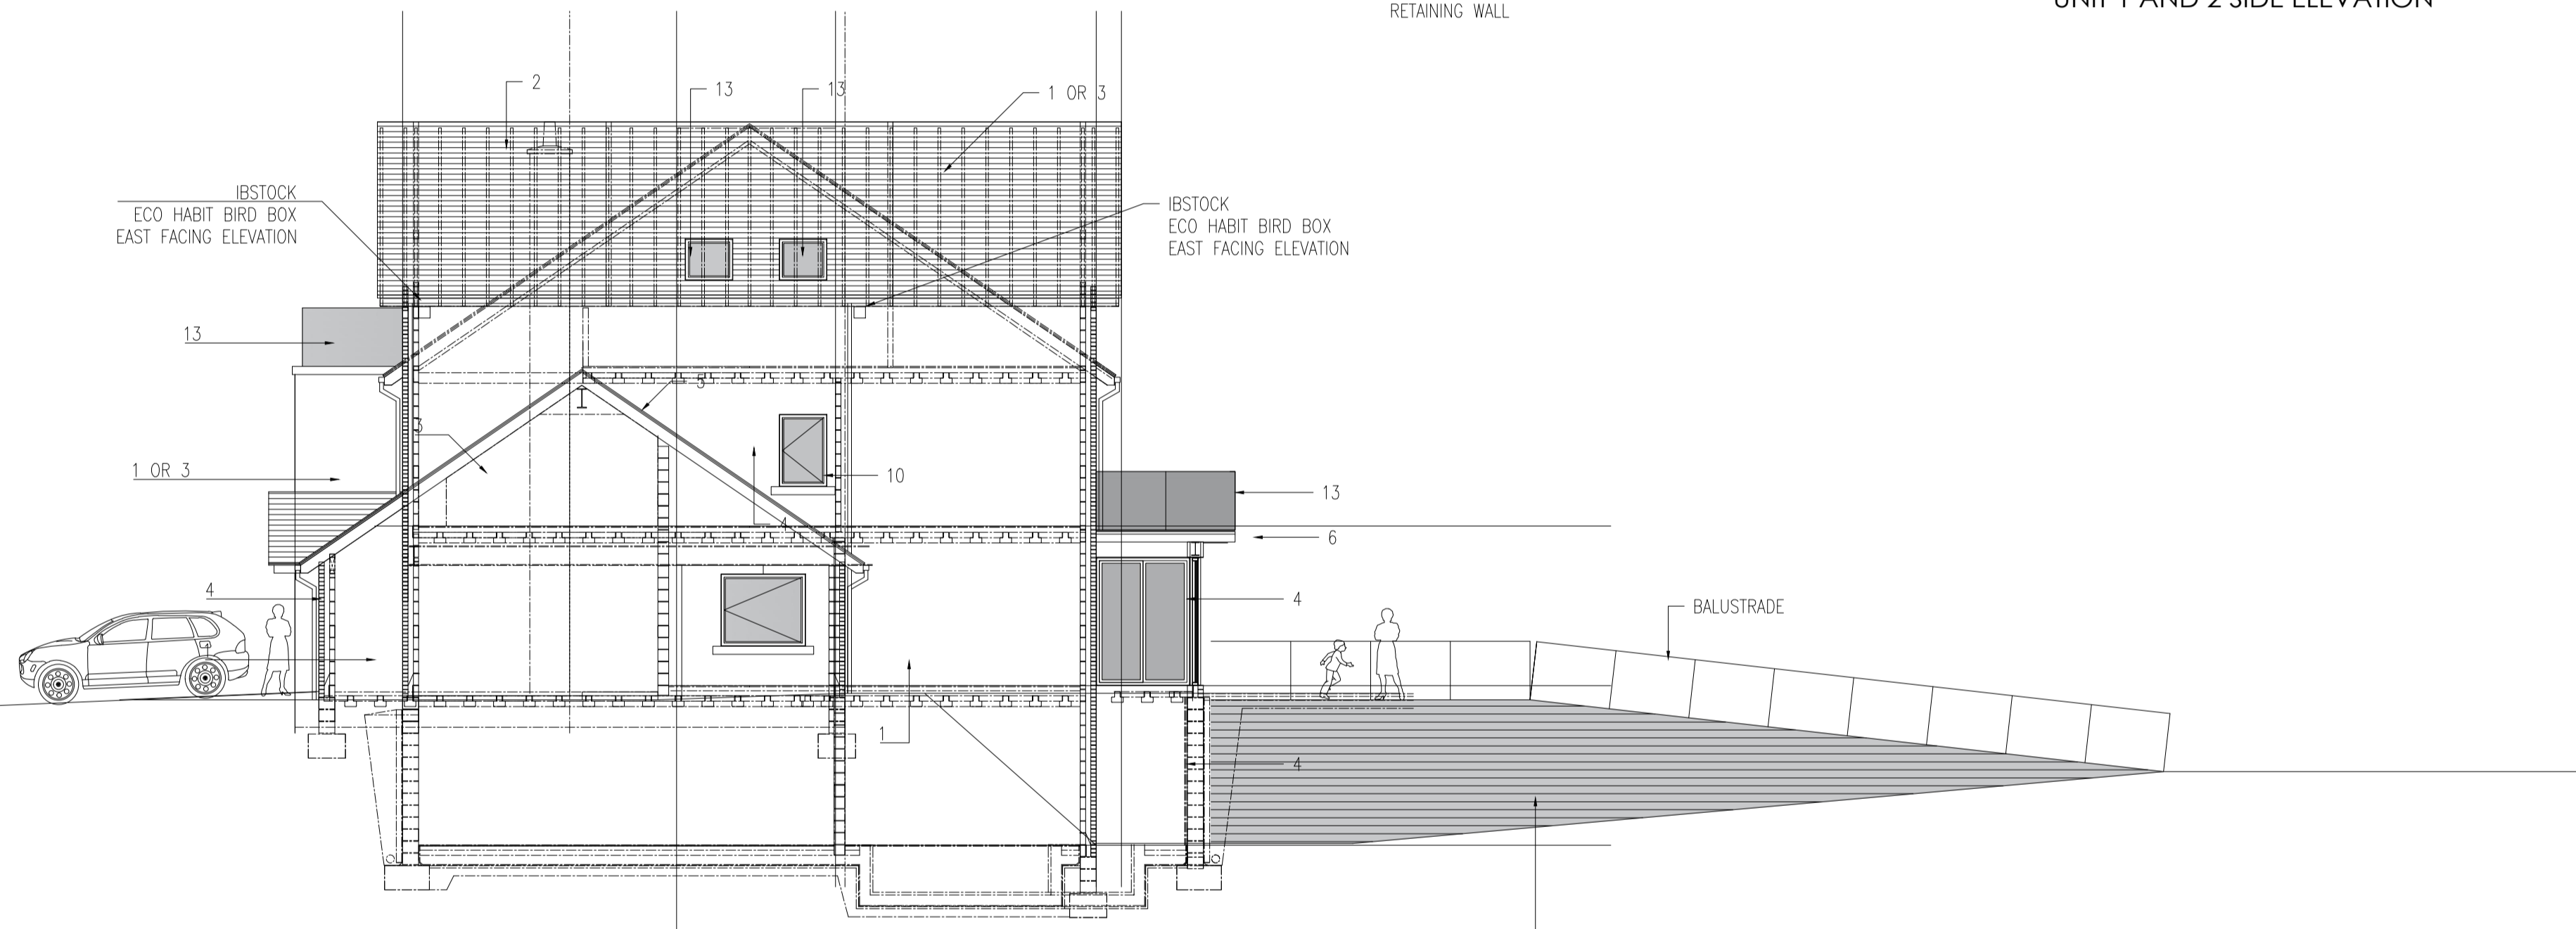 RETAINING WALL
2
13
13
1 OR 3
IBSTOCK
ECO HABIT BIRD BOX
EAST FACING ELEVATION
IBSTOCK
ECO HABIT BIRD BOX
EAST FACING ELEVATION
13
5
3
1 OR 3
10
13
4
6
4
4
BALUSTRADE
1
4